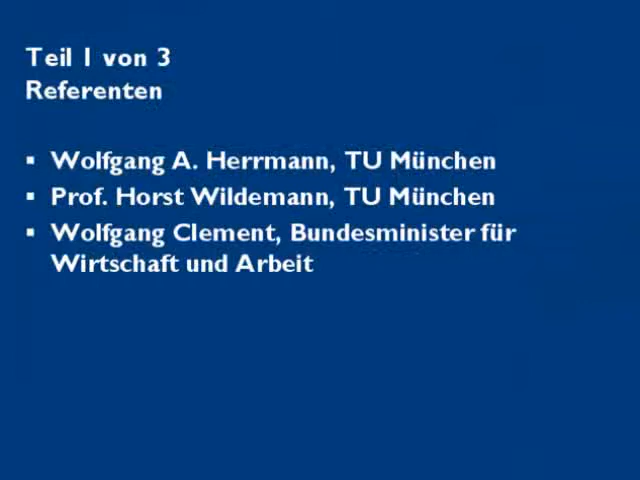 Teil 1 von 3
Referenten
▪ Wolfgang A. Herrmann, TU München
▪ Prof. Horst Wildemann, TU München
▪ Wolfgang Clement, Bundesminister für
Wirtschaft und Arbeit